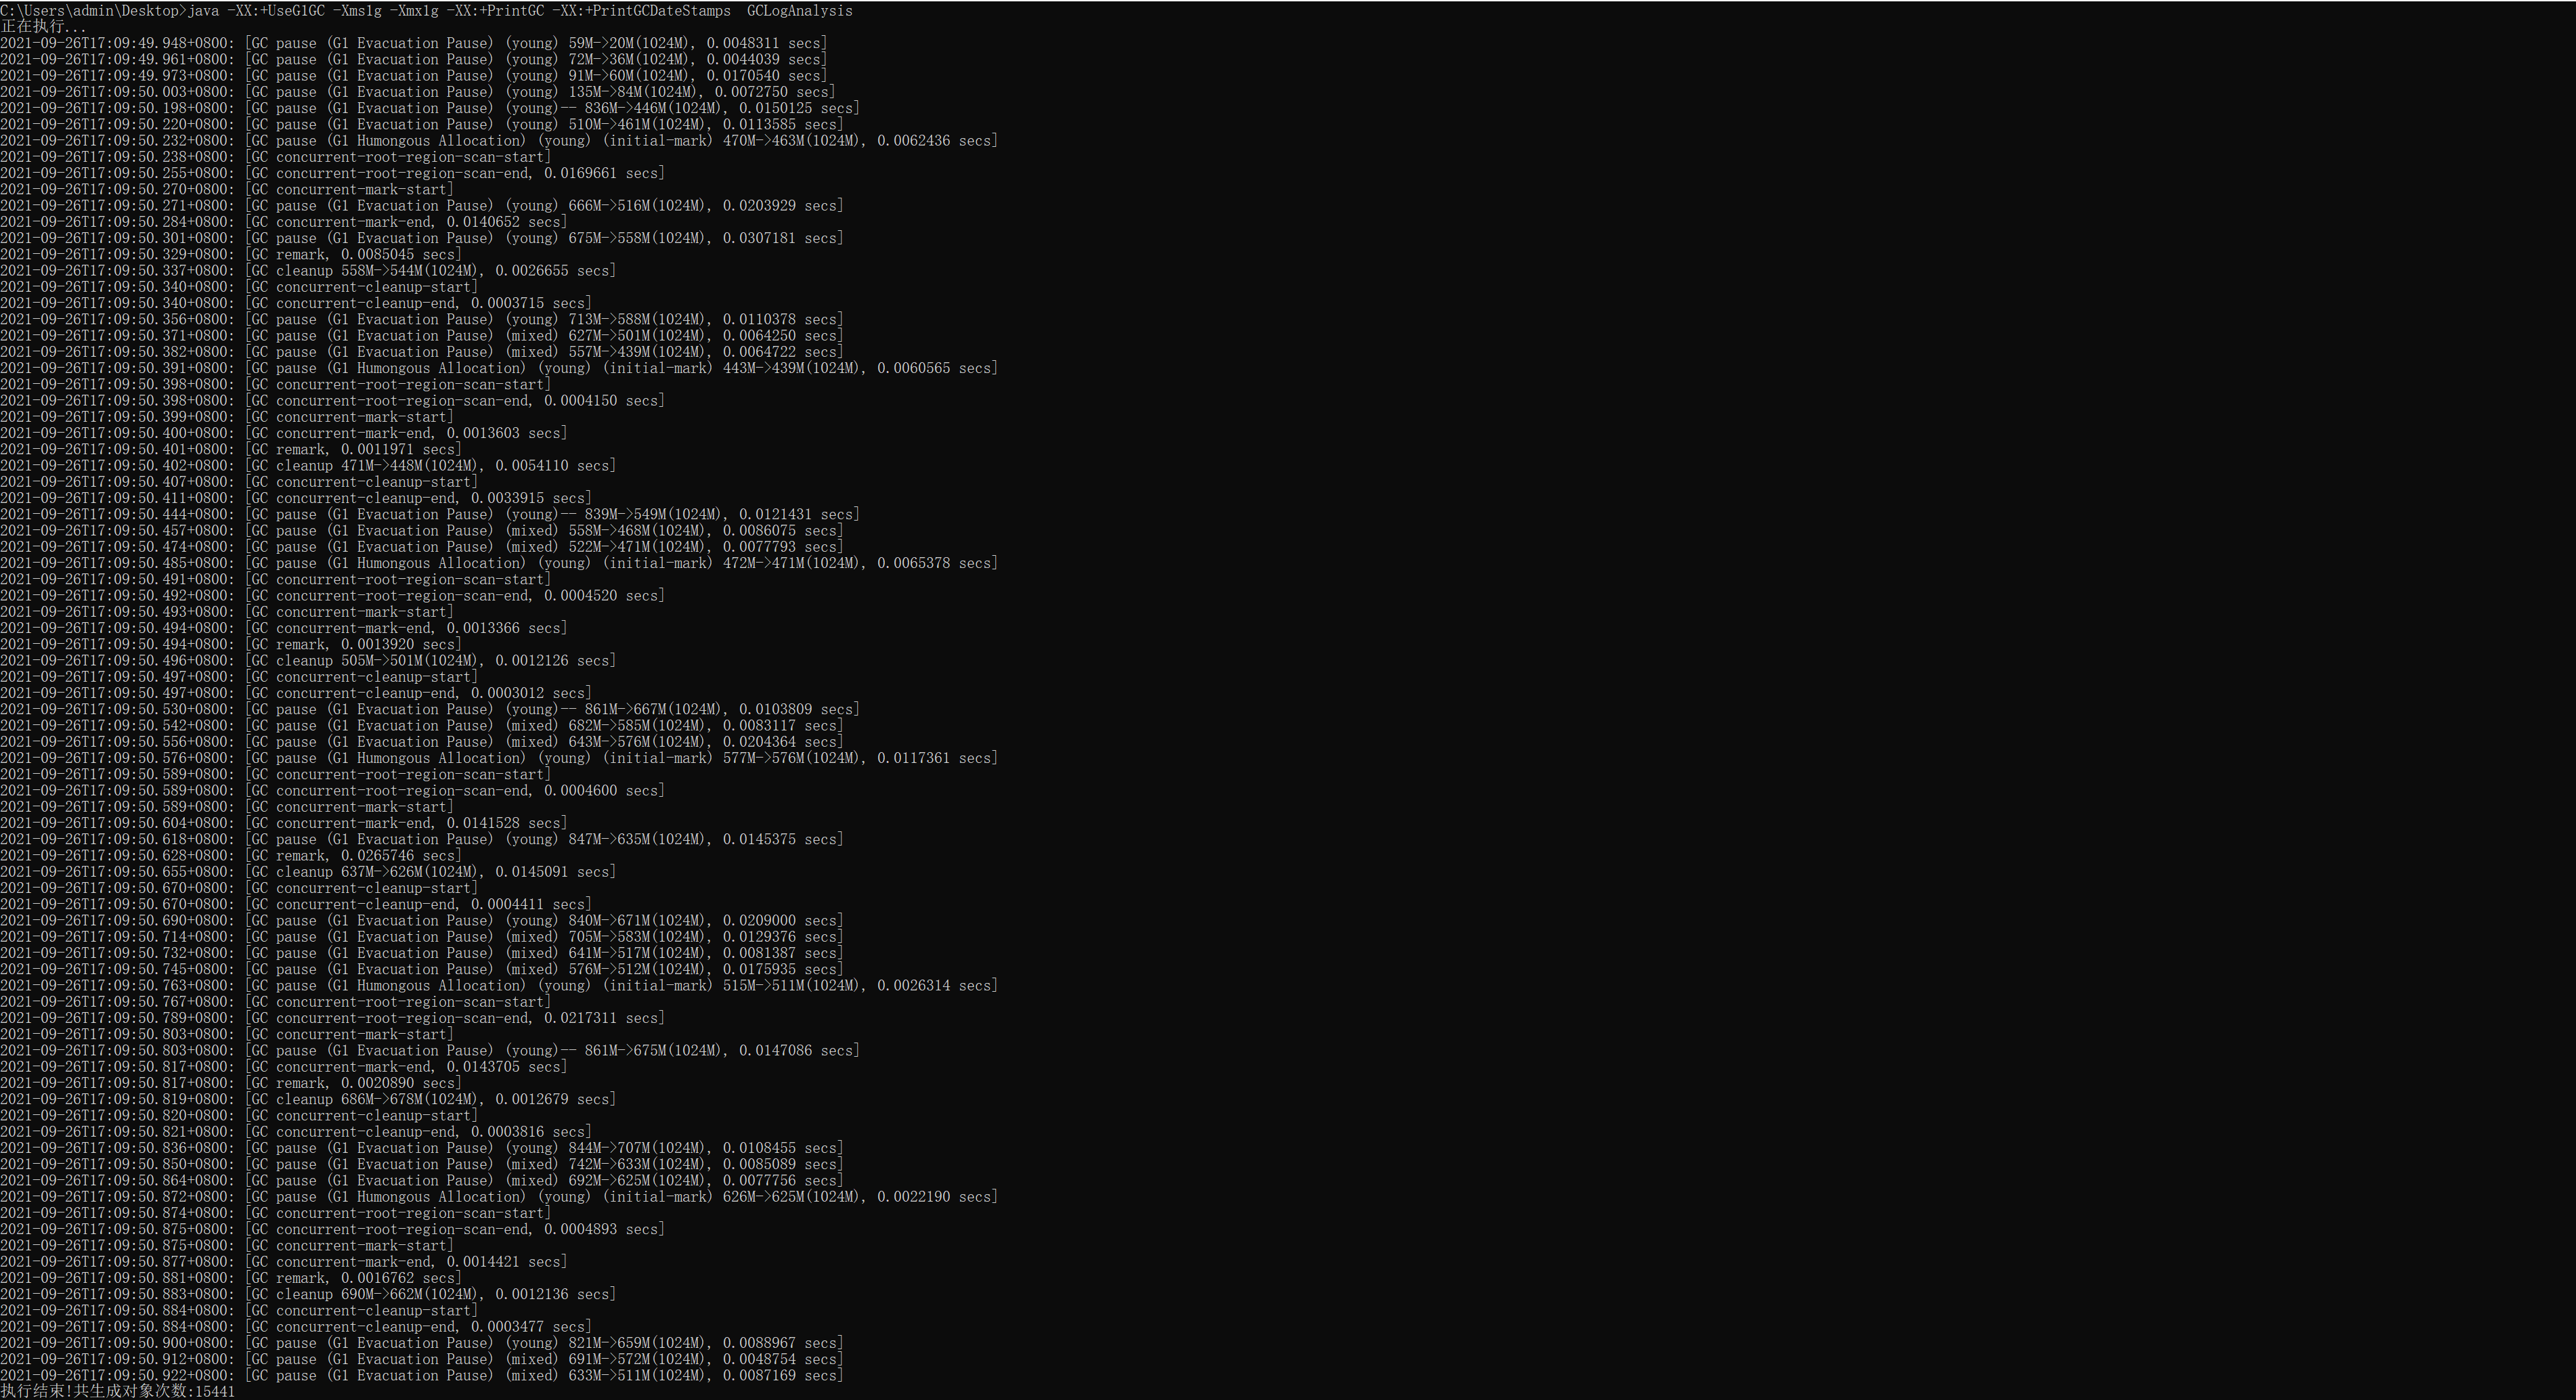 C:\Users\admin\Desktop>java -XX:+UseG1GC -Xms1g -Xmx1g -XX:+PrintGC -XX:+PrintGCDateStamps  GCLogAnalysis
正在执行...
2021-09-26T17:09:49.948+0800: [GC pause (G1 Evacuation Pause) (young) 59M->20M(1024M), 0.0048311 secs]
2021-09-26T17:09:49.961+0800: [GC pause (G1 Evacuation Pause) (young) 72M->36M(1024M), 0.0044039 secs]
2021-09-26T17:09:49.973+0800: [GC pause (G1 Evacuation Pause) (young) 91M->60M(1024M), 0.0170540 secs]
2021-09-26T17:09:50.003+0800: [GC pause (G1 Evacuation Pause) (young) 135M->84M(1024M), 0.0072750 secs]
2021-09-26T17:09:50.198+0800: [GC pause (G1 Evacuation Pause) (young)-- 836M->446M(1024M), 0.0150125 secs]
2021-09-26T17:09:50.220+0800: [GC pause (G1 Evacuation Pause) (young) 510M->461M(1024M), 0.0113585 secs]
2021-09-26T17:09:50.232+0800: [GC pause (G1 Humongous Allocation) (young) (initial-mark) 470M->463M(1024M), 0.0062436 secs]
2021-09-26T17:09:50.238+0800: [GC concurrent-root-region-scan-start]
2021-09-26T17:09:50.255+0800: [GC concurrent-root-region-scan-end, 0.0169661 secs]
2021-09-26T17:09:50.270+0800: [GC concurrent-mark-start]
2021-09-26T17:09:50.271+0800: [GC pause (G1 Evacuation Pause) (young) 666M->516M(1024M), 0.0203929 secs]
2021-09-26T17:09:50.284+0800: [GC concurrent-mark-end, 0.0140652 secs]
2021-09-26T17:09:50.301+0800: [GC pause (G1 Evacuation Pause) (young) 675M->558M(1024M), 0.0307181 secs]
2021-09-26T17:09:50.329+0800: [GC remark, 0.0085045 secs]
2021-09-26T17:09:50.337+0800: [GC cleanup 558M->544M(1024M), 0.0026655 secs]
2021-09-26T17:09:50.340+0800: [GC concurrent-cleanup-start]
2021-09-26T17:09:50.340+0800: [GC concurrent-cleanup-end, 0.0003715 secs]
2021-09-26T17:09:50.356+0800: [GC pause (G1 Evacuation Pause) (young) 713M->588M(1024M), 0.0110378 secs]
2021-09-26T17:09:50.371+0800: [GC pause (G1 Evacuation Pause) (mixed) 627M->501M(1024M), 0.0064250 secs]
2021-09-26T17:09:50.382+0800: [GC pause (G1 Evacuation Pause) (mixed) 557M->439M(1024M), 0.0064722 secs]
2021-09-26T17:09:50.391+0800: [GC pause (G1 Humongous Allocation) (young) (initial-mark) 443M->439M(1024M), 0.0060565 secs]
2021-09-26T17:09:50.398+0800: [GC concurrent-root-region-scan-start]
2021-09-26T17:09:50.398+0800: [GC concurrent-root-region-scan-end, 0.0004150 secs]
2021-09-26T17:09:50.399+0800: [GC concurrent-mark-start]
2021-09-26T17:09:50.400+0800: [GC concurrent-mark-end, 0.0013603 secs]
2021-09-26T17:09:50.401+0800: [GC remark, 0.0011971 secs]
2021-09-26T17:09:50.402+0800: [GC cleanup 471M->448M(1024M), 0.0054110 secs]
2021-09-26T17:09:50.407+0800: [GC concurrent-cleanup-start]
2021-09-26T17:09:50.411+0800: [GC concurrent-cleanup-end, 0.0033915 secs]
2021-09-26T17:09:50.444+0800: [GC pause (G1 Evacuation Pause) (young)-- 839M->549M(1024M), 0.0121431 secs]
2021-09-26T17:09:50.457+0800: [GC pause (G1 Evacuation Pause) (mixed) 558M->468M(1024M), 0.0086075 secs]
2021-09-26T17:09:50.474+0800: [GC pause (G1 Evacuation Pause) (mixed) 522M->471M(1024M), 0.0077793 secs]
2021-09-26T17:09:50.485+0800: [GC pause (G1 Humongous Allocation) (young) (initial-mark) 472M->471M(1024M), 0.0065378 secs]
2021-09-26T17:09:50.491+0800: [GC concurrent-root-region-scan-start]
2021-09-26T17:09:50.492+0800: [GC concurrent-root-region-scan-end, 0.0004520 secs]
2021-09-26T17:09:50.493+0800: [GC concurrent-mark-start]
2021-09-26T17:09:50.494+0800: [GC concurrent-mark-end, 0.0013366 secs]
2021-09-26T17:09:50.494+0800: [GC remark, 0.0013920 secs]
2021-09-26T17:09:50.496+0800: [GC cleanup 505M->501M(1024M), 0.0012126 secs]
2021-09-26T17:09:50.497+0800: [GC concurrent-cleanup-start]
2021-09-26T17:09:50.497+0800: [GC concurrent-cleanup-end, 0.0003012 secs]
2021-09-26T17:09:50.530+0800: [GC pause (G1 Evacuation Pause) (young)-- 861M->667M(1024M), 0.0103809 secs]
2021-09-26T17:09:50.542+0800: [GC pause (G1 Evacuation Pause) (mixed) 682M->585M(1024M), 0.0083117 secs]
2021-09-26T17:09:50.556+0800: [GC pause (G1 Evacuation Pause) (mixed) 643M->576M(1024M), 0.0204364 secs]
2021-09-26T17:09:50.576+0800: [GC pause (G1 Humongous Allocation) (young) (initial-mark) 577M->576M(1024M), 0.0117361 secs]
2021-09-26T17:09:50.589+0800: [GC concurrent-root-region-scan-start]
2021-09-26T17:09:50.589+0800: [GC concurrent-root-region-scan-end, 0.0004600 secs]
2021-09-26T17:09:50.589+0800: [GC concurrent-mark-start]
2021-09-26T17:09:50.604+0800: [GC concurrent-mark-end, 0.0141528 secs]
2021-09-26T17:09:50.618+0800: [GC pause (G1 Evacuation Pause) (young) 847M->635M(1024M), 0.0145375 secs]
2021-09-26T17:09:50.628+0800: [GC remark, 0.0265746 secs]
2021-09-26T17:09:50.655+0800: [GC cleanup 637M->626M(1024M), 0.0145091 secs]
2021-09-26T17:09:50.670+0800: [GC concurrent-cleanup-start]
2021-09-26T17:09:50.670+0800: [GC concurrent-cleanup-end, 0.0004411 secs]
2021-09-26T17:09:50.690+0800: [GC pause (G1 Evacuation Pause) (young) 840M->671M(1024M), 0.0209000 secs]
2021-09-26T17:09:50.714+0800: [GC pause (G1 Evacuation Pause) (mixed) 705M->583M(1024M), 0.0129376 secs]
2021-09-26T17:09:50.732+0800: [GC pause (G1 Evacuation Pause) (mixed) 641M->517M(1024M), 0.0081387 secs]
2021-09-26T17:09:50.745+0800: [GC pause (G1 Evacuation Pause) (mixed) 576M->512M(1024M), 0.0175935 secs]
2021-09-26T17:09:50.763+0800: [GC pause (G1 Humongous Allocation) (young) (initial-mark) 515M->511M(1024M), 0.0026314 secs]
2021-09-26T17:09:50.767+0800: [GC concurrent-root-region-scan-start]
2021-09-26T17:09:50.789+0800: [GC concurrent-root-region-scan-end, 0.0217311 secs]
2021-09-26T17:09:50.803+0800: [GC concurrent-mark-start]
2021-09-26T17:09:50.803+0800: [GC pause (G1 Evacuation Pause) (young)-- 861M->675M(1024M), 0.0147086 secs]
2021-09-26T17:09:50.817+0800: [GC concurrent-mark-end, 0.0143705 secs]
2021-09-26T17:09:50.817+0800: [GC remark, 0.0020890 secs]
2021-09-26T17:09:50.819+0800: [GC cleanup 686M->678M(1024M), 0.0012679 secs]
2021-09-26T17:09:50.820+0800: [GC concurrent-cleanup-start]
2021-09-26T17:09:50.821+0800: [GC concurrent-cleanup-end, 0.0003816 secs]
2021-09-26T17:09:50.836+0800: [GC pause (G1 Evacuation Pause) (young) 844M->707M(1024M), 0.0108455 secs]
2021-09-26T17:09:50.850+0800: [GC pause (G1 Evacuation Pause) (mixed) 742M->633M(1024M), 0.0085089 secs]
2021-09-26T17:09:50.864+0800: [GC pause (G1 Evacuation Pause) (mixed) 692M->625M(1024M), 0.0077756 secs]
2021-09-26T17:09:50.872+0800: [GC pause (G1 Humongous Allocation) (young) (initial-mark) 626M->625M(1024M), 0.0022190 secs]
2021-09-26T17:09:50.874+0800: [GC concurrent-root-region-scan-start]
2021-09-26T17:09:50.875+0800: [GC concurrent-root-region-scan-end, 0.0004893 secs]
2021-09-26T17:09:50.875+0800: [GC concurrent-mark-start]
2021-09-26T17:09:50.877+0800: [GC concurrent-mark-end, 0.0014421 secs]
2021-09-26T17:09:50.881+0800: [GC remark, 0.0016762 secs]
2021-09-26T17:09:50.883+0800: [GC cleanup 690M->662M(1024M), 0.0012136 secs]
2021-09-26T17:09:50.884+0800: [GC concurrent-cleanup-start]
2021-09-26T17:09:50.884+0800: [GC concurrent-cleanup-end, 0.0003477 secs]
2021-09-26T17:09:50.900+0800: [GC pause (G1 Evacuation Pause) (young) 821M->659M(1024M), 0.0088967 secs]
2021-09-26T17:09:50.912+0800: [GC pause (G1 Evacuation Pause) (mixed) 691M->572M(1024M), 0.0048754 secs]
2021-09-26T17:09:50.922+0800: [GC pause (G1 Evacuation Pause) (mixed) 633M->511M(1024M), 0.0087169 secs]
执行结束!共生成对象次数:15441